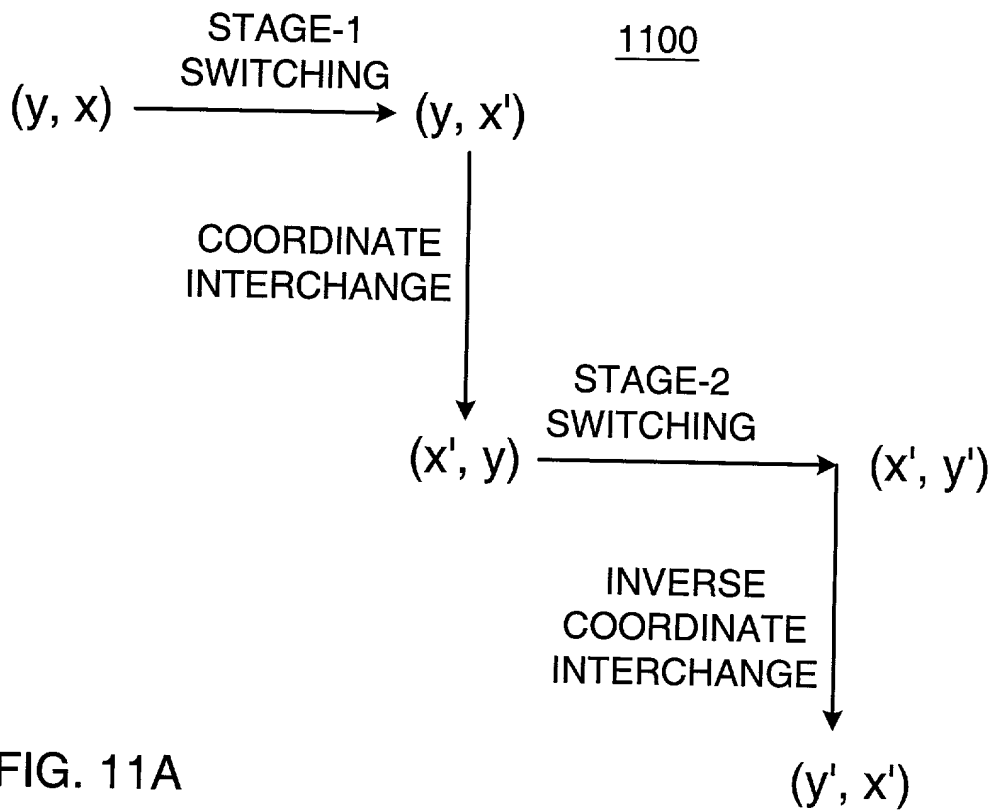 STAGE-1
SWITCHING
1100
(y, x)
(y, x')
COORDINATE
INTERCHANGE
STAGE-2
SWITCHING
(x', y)
(x', y')
INVERSE
COORDINATE
INTERCHANGE
FIG. 11A
(y', x')